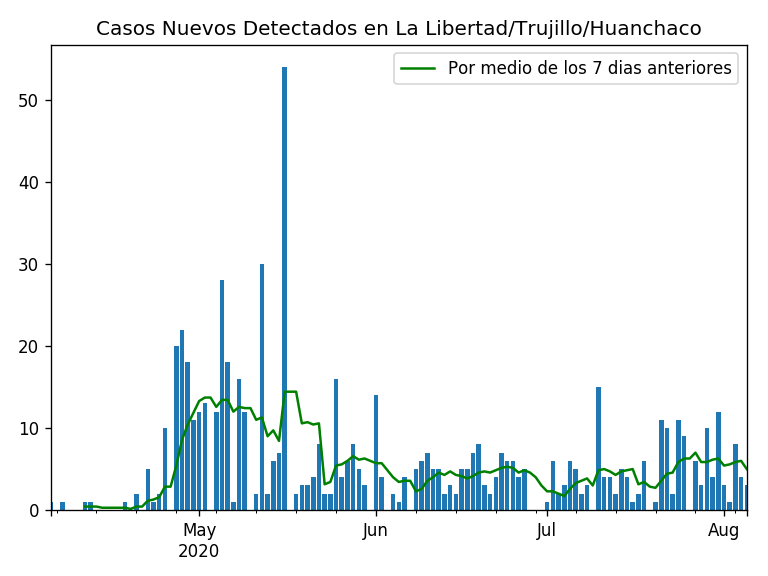 Casos Nuevos Detectados en La Libertad/Trujillo/Huanchaco
Por medio de los 7 dias anteriores
50
40
30
20
10
0
May Jun Jul Aug
2020